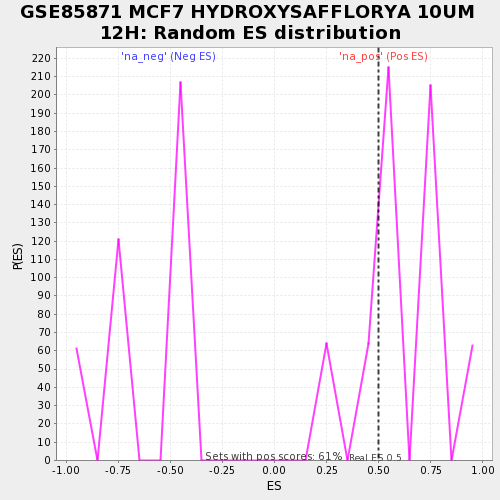 GSE85871 MCF7 HYDROXYSAFFLORYA 10UM
12H: Random ES distribution
'na_neg' (Neg ES)
'na_pos' (Pos ES)
220
210
200
190
180
170
160
150
140
130
120
110
100
90
80
70
60
50
40
30
20
10
0
P(ES)
Sets with pos scores: 61%
Real ES 0.5
-1.00 -0.75 -0.50 -0.25 0.00 0.25 0.50 0.75 1.00
ES